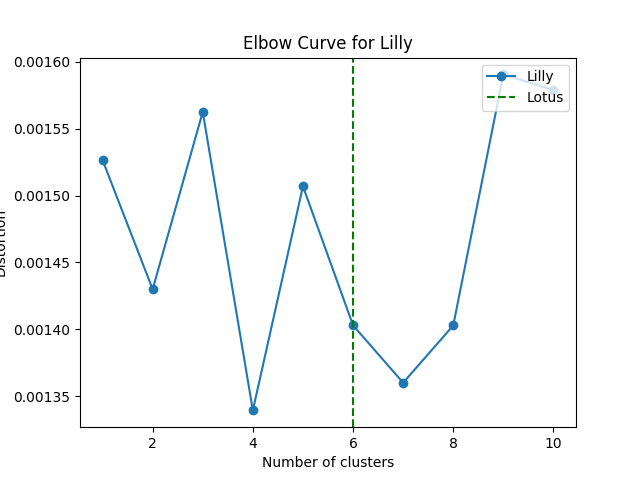 Elbow Curve for Lilly
Lilly
Lotus
0.00160
0.00155
0.00150
0.00145
0.00140
0.00135
Distortion
2
4
6
8
10
Number of clusters